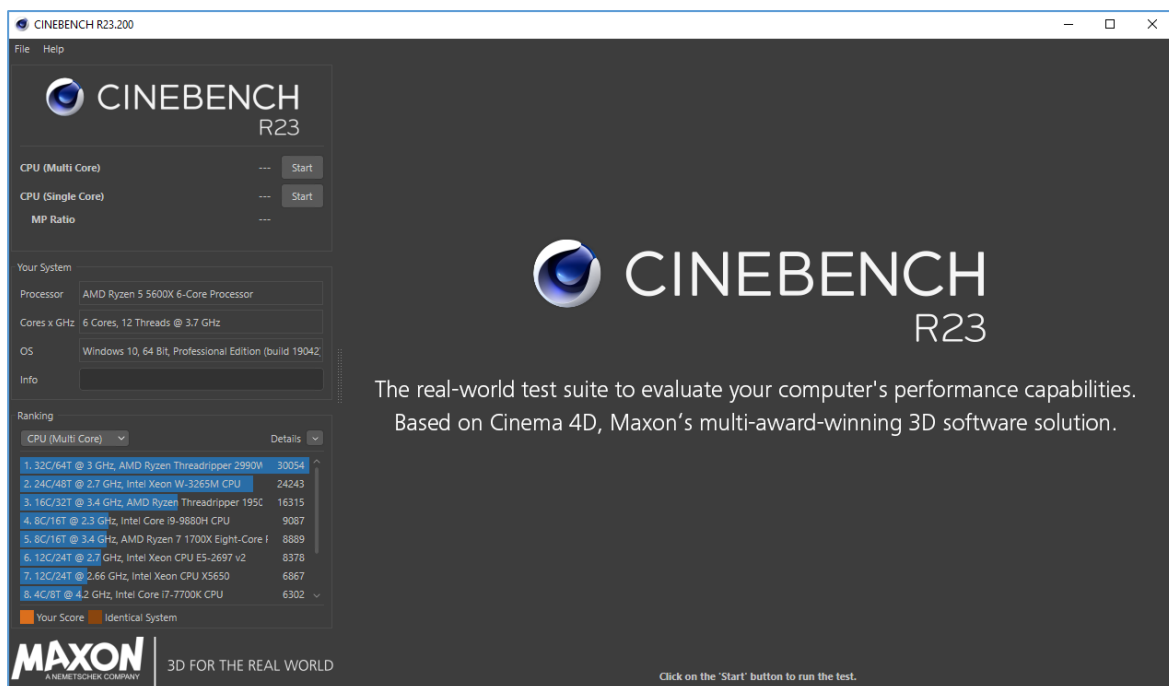 CINEBENCH R23.200
File Help
CINEBENCH
R23
CPU (Multi Core) --- Start
CPU (Single Core) --- Start
MP Ratio ---
Your System
Processor AMD Ryzen 5 5600X 6-Core Processor
Cores x GHz 6 Cores, 12 Threads @ 3.7 GHz
OS Windows 10, 64 Bit, Professional Edition (build 19042)
Info
Ranking
CPU (Multi Core) Details
1. 32C/64T @ 3 GHz, AMD Ryzen Threadripper 2990W 30054
2. 24C/48T @ 2.7 GHz, Intel Xeon W-3265M CPU 24243
3. 16C/32T @ 3.4 GHz, AMD Ryzen Threadripper 195 16315
4. 8C/16T @ 2.3 GHz, Intel Core i9-9880H CPU 9087
5. 8C/16T @ 3.4 GHz, AMD Ryzen 7 1700X Eight-Core 8889
6. 12C/24T @ 2.7 GHz, Intel Xeon CPU E5-2697 v2 8378
7. 12C/24T @ 2.66 GHz, Intel Xeon CPU X5650 6867
8. 4C/8T @ 4.2 GHz, Intel Core i7-7700K CPU 6302
Your Score Identical System
MAXON
A NEMETSCHEK COMPANY
3D FOR THE REAL WORLD
CINEBENCH
R23
The real-world test suite to evaluate your computer's performance capabilities.
Based on Cinema 4D, Maxon's multi-award-winning 3D software solution.
Click on the 'Start' button to run the test.